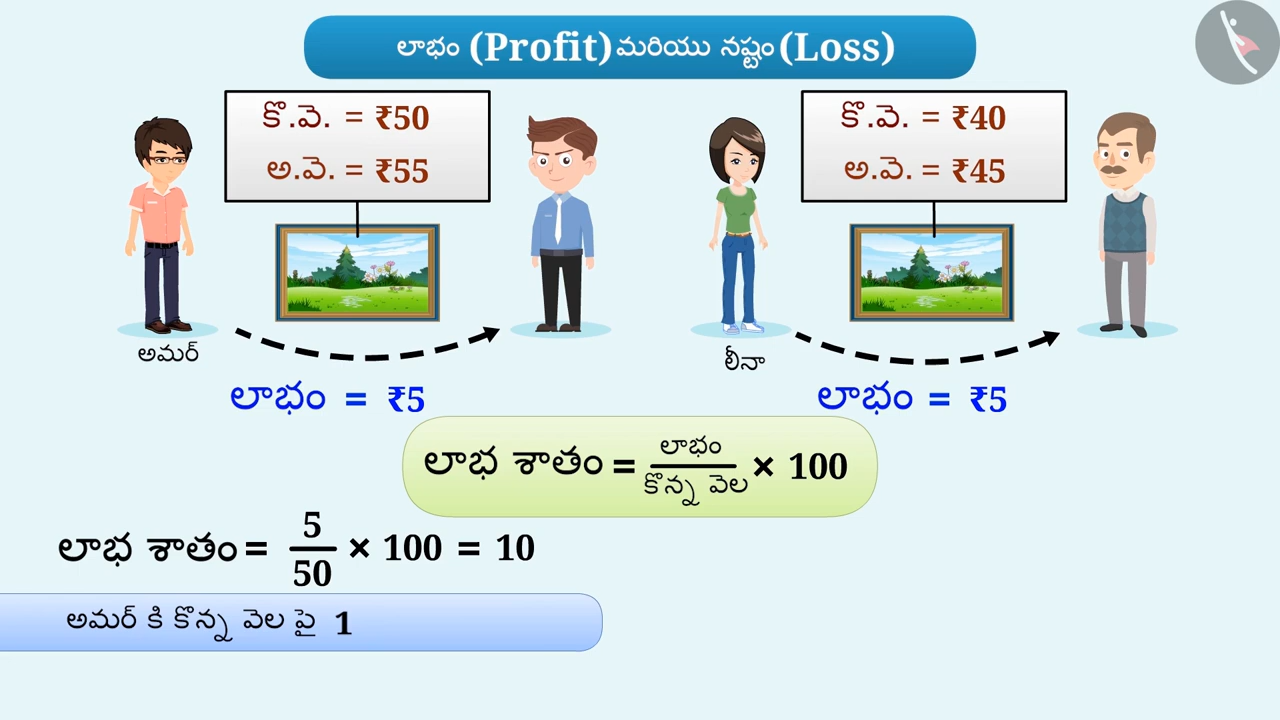 లాభం (Profit) మరియు నష్టం (Loss)
కొ.వె. = ₹50
అ.వె. = ₹55
కొ.వె. = ₹40
అ.వె. = ₹45
అమర్
లీనా
లాభం = ₹5
లాభం = ₹5
లాభ శాతం = లాభం / కొన్న వెల × 100
లాభ శాతం = 5 / 50 × 100 = 10
అమర్ కి కొన్న వెల పై 1